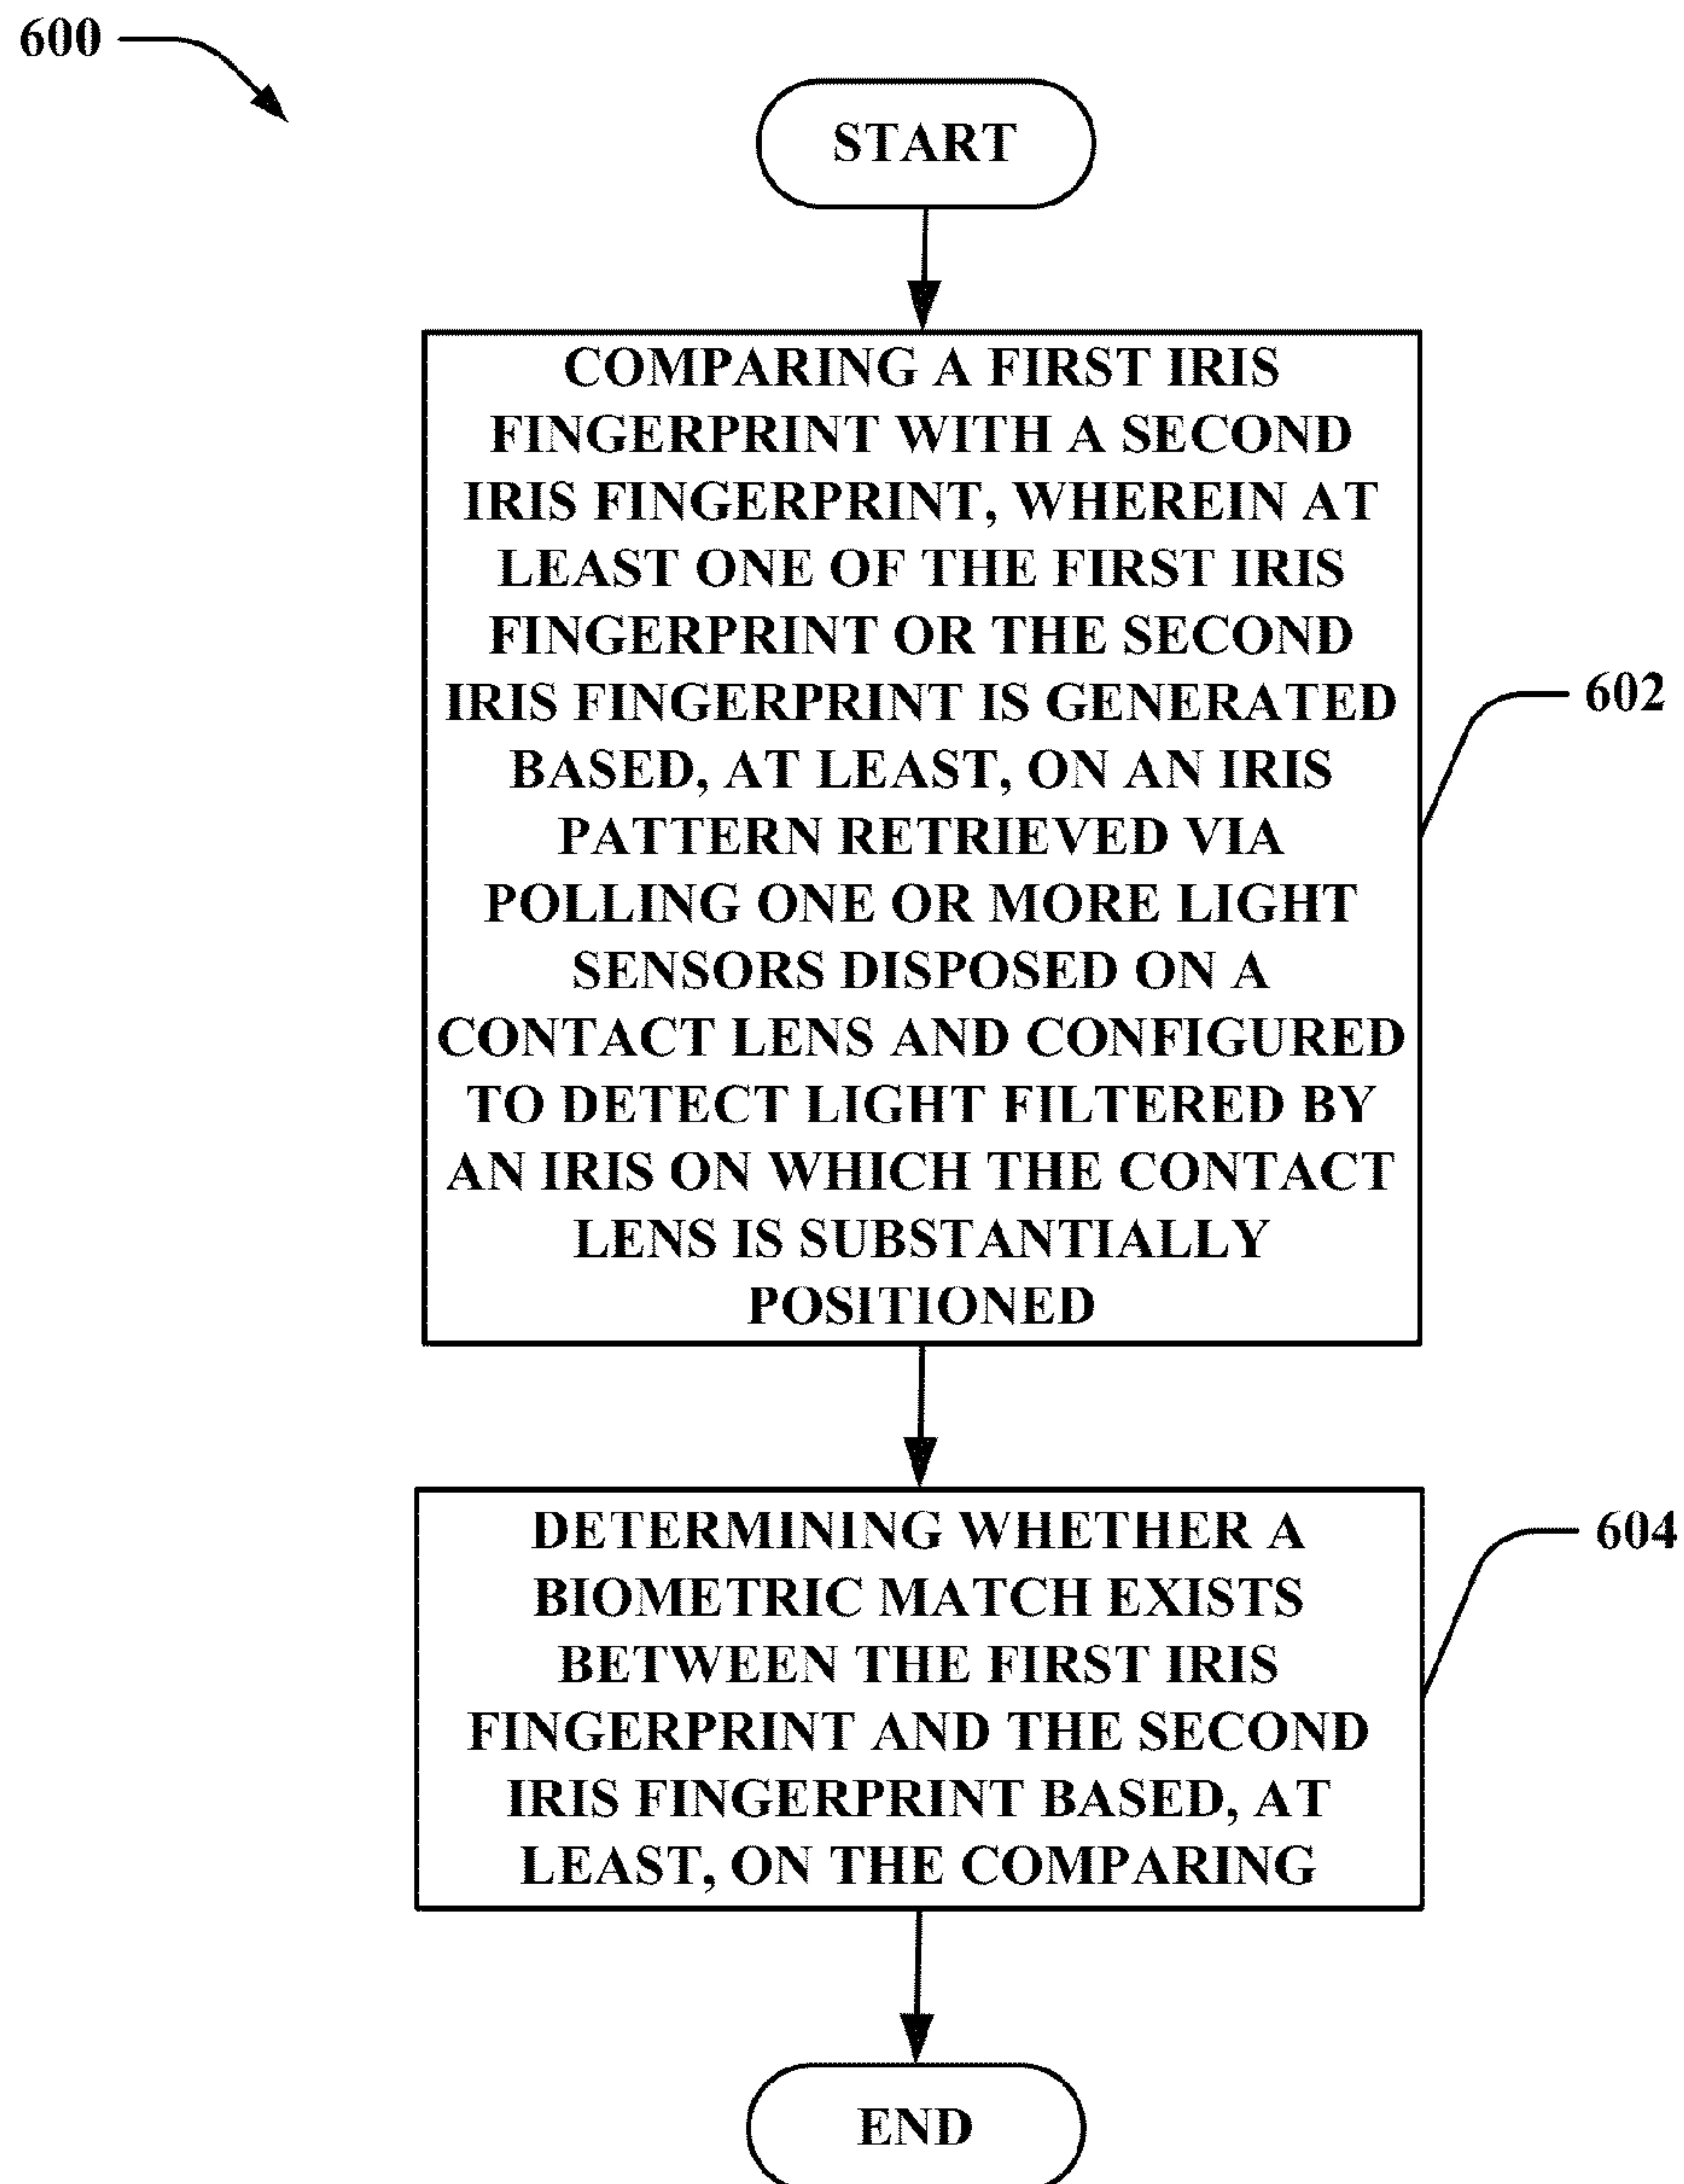 600
START
COMPARING A FIRST IRIS
FINGERPRINT WITH A SECOND
IRIS FINGERPRINT, WHEREIN AT
LEAST ONE OF THE FIRST IRIS
FINGERPRINT OR THE SECOND
IRIS FINGERPRINT IS GENERATED
BASED, AT LEAST, ON AN IRIS
PATTERN RETRIEVED VIA
POLLING ONE OR MORE LIGHT
SENSORS DISPOSED ON A
CONTACT LENS AND CONFIGURED
TO DETECT LIGHT FILTERED BY
AN IRIS ON WHICH THE CONTACT
LENS IS SUBSTANTIALLY
POSITIONED
602
DETERMINING WHETHER A
BIOMETRIC MATCH EXISTS
BETWEEN THE FIRST IRIS
FINGERPRINT AND THE SECOND
IRIS FINGERPRINT BASED, AT
LEAST, ON THE COMPARING
604
END